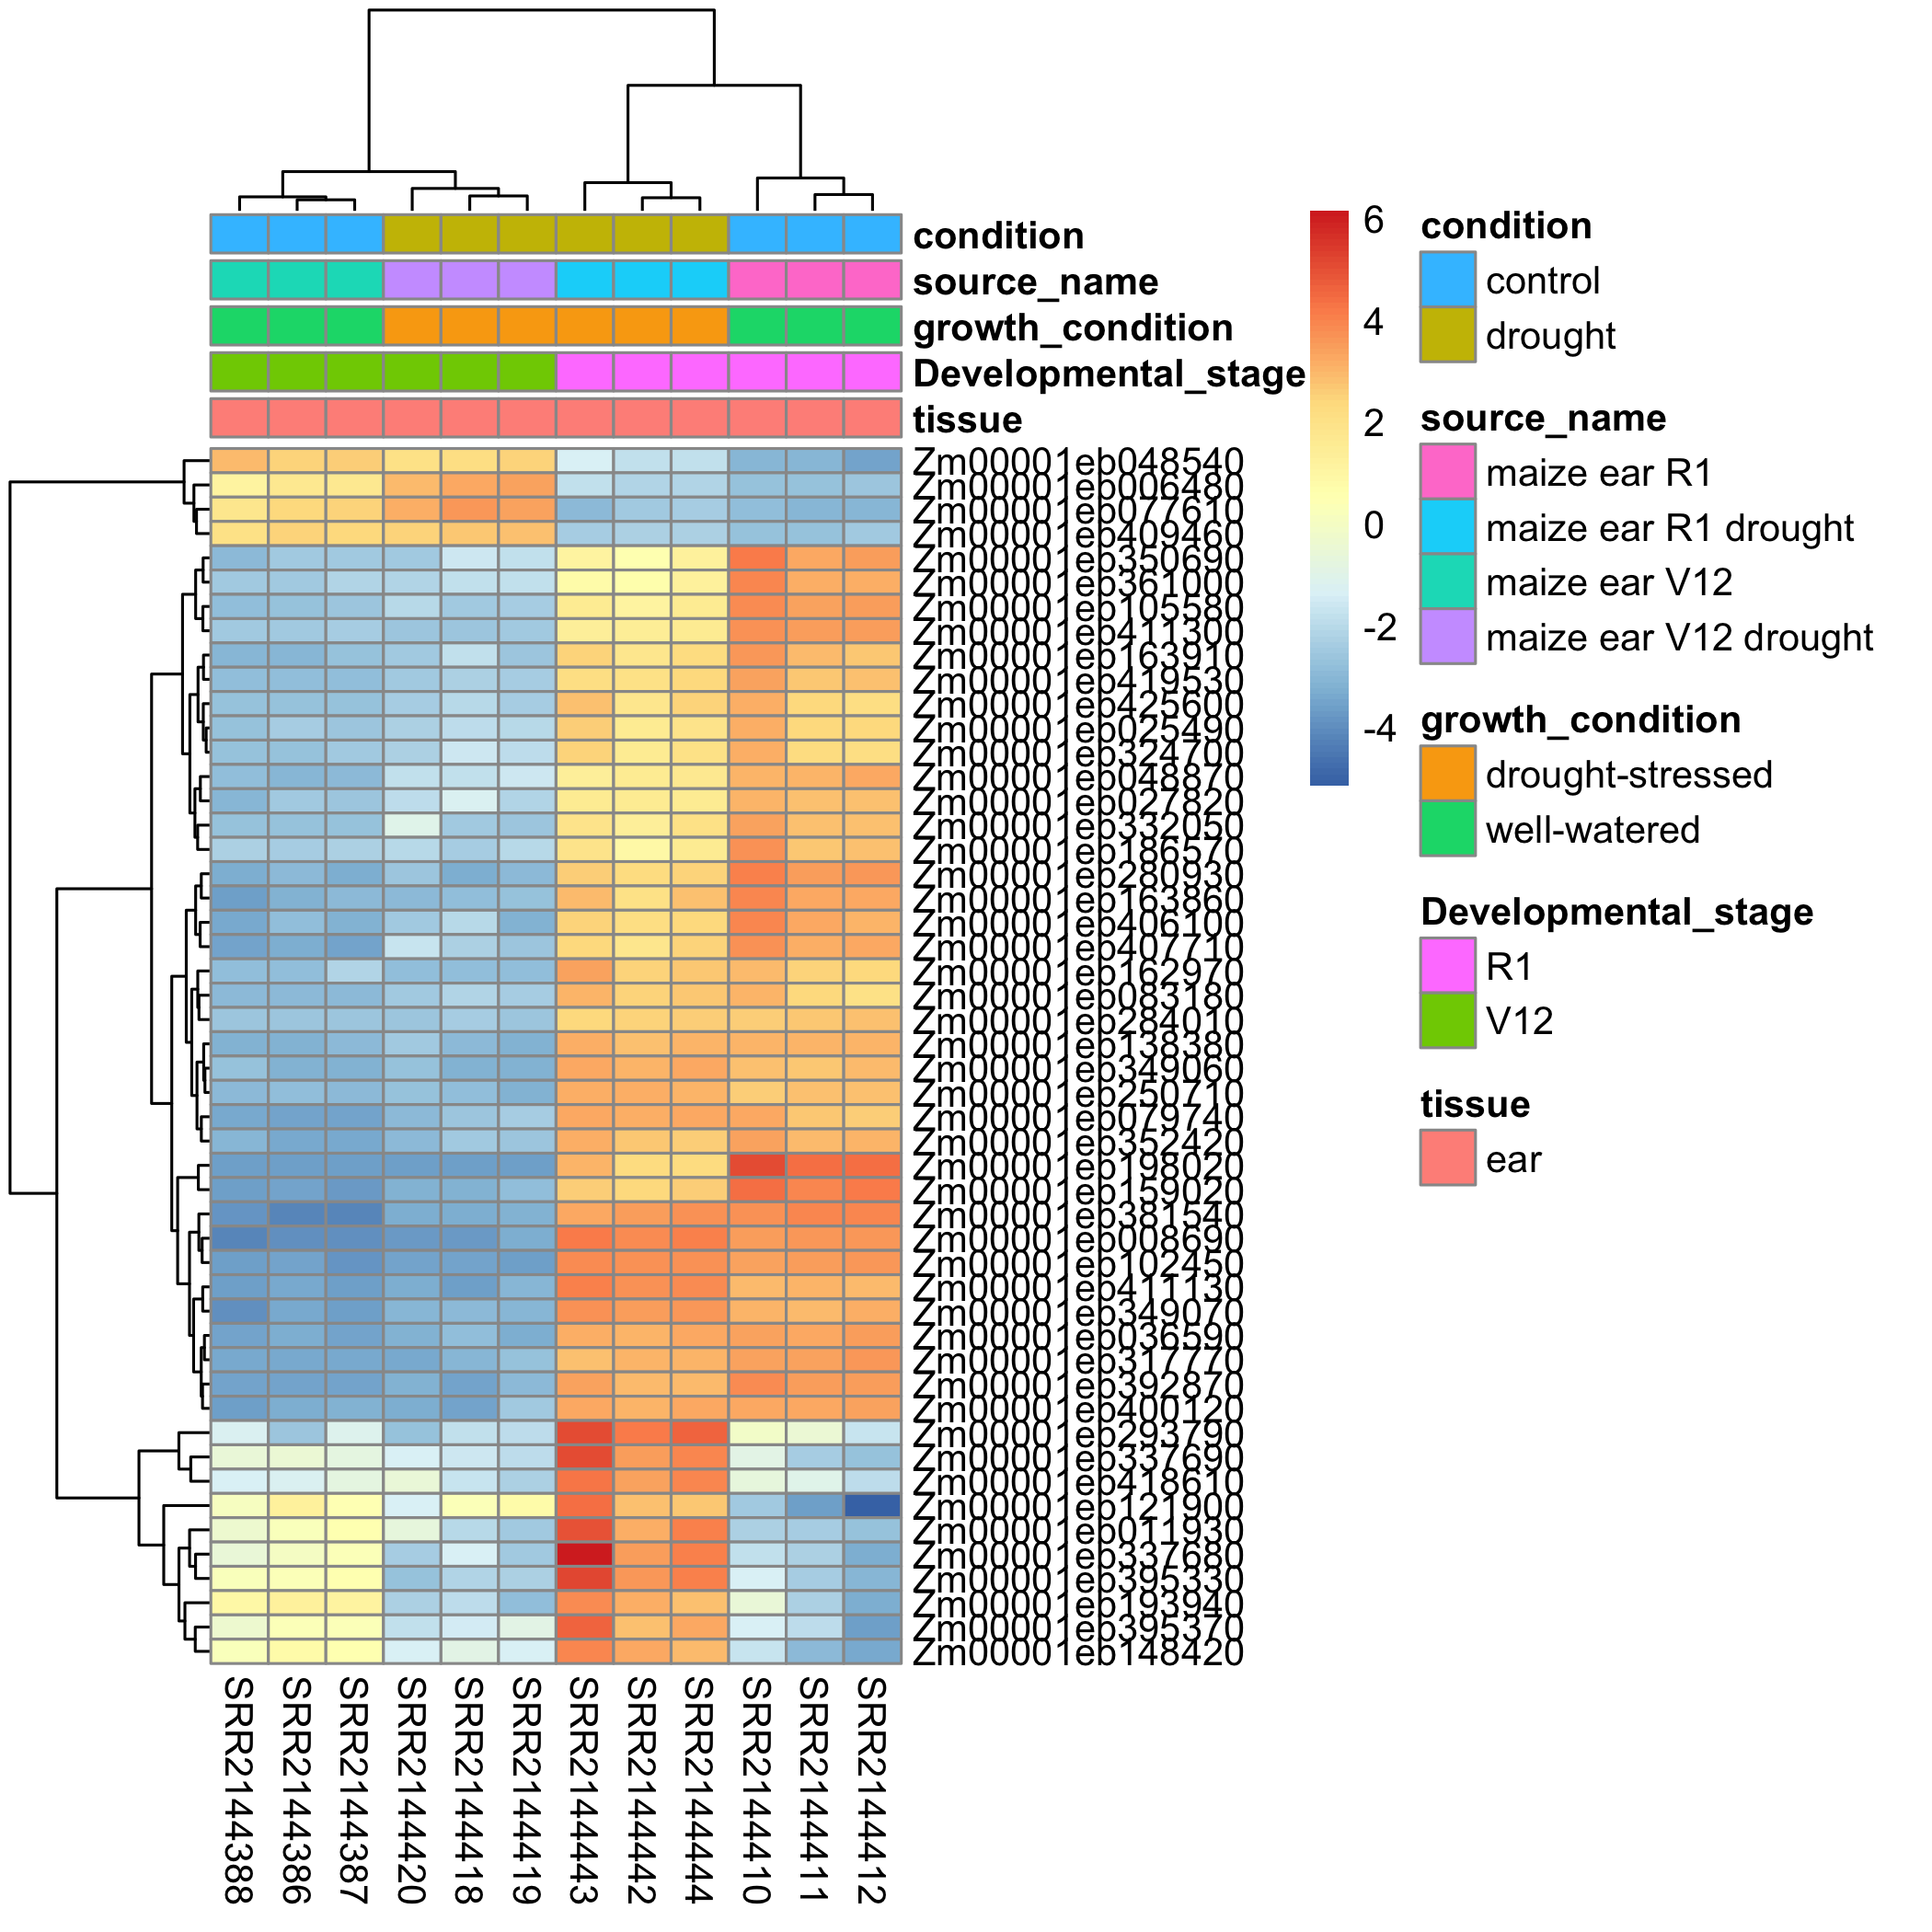 condition
source_name
growth_condition
Developmental_stage
tissue
Zm00001eb048540
Zm00001eb006480
Zm00001eb077610
Zm00001eb409460
Zm00001eb350690
Zm00001eb361000
Zm00001eb105580
Zm00001eb411300
Zm00001eb163910
Zm00001eb419530
Zm00001eb425600
Zm00001eb025490
Zm00001eb324700
Zm00001eb048870
Zm00001eb027820
Zm00001eb332050
Zm00001eb186570
Zm00001eb280930
Zm00001eb163860
Zm00001eb406100
Zm00001eb407710
Zm00001eb162970
Zm00001eb083180
Zm00001eb284010
Zm00001eb138380
Zm00001eb349060
Zm00001eb250710
Zm00001eb079740
Zm00001eb352420
Zm00001eb198020
Zm00001eb159020
Zm00001eb381540
Zm00001eb008690
Zm00001eb102450
Zm00001eb411130
Zm00001eb349070
Zm00001eb036590
Zm00001eb317770
Zm00001eb392870
Zm00001eb400120
Zm00001eb293790
Zm00001eb337690
Zm00001eb418610
Zm00001eb121900
Zm00001eb011930
Zm00001eb337680
Zm00001eb395330
Zm00001eb193940
Zm00001eb395370
Zm00001eb148420
SRR2144388
SRR2144386
SRR2144387
SRR2144420
SRR2144418
SRR2144419
SRR2144443
SRR2144442
SRR2144444
SRR2144410
SRR2144411
SRR2144412
6
4
2
0
-2
-4
condition
control
drought
source_name
maize ear R1
maize ear R1 drought
maize ear V12
maize ear V12 drought
growth_condition
drought-stressed
well-watered
Developmental_stage
R1
V12
tissue
ear